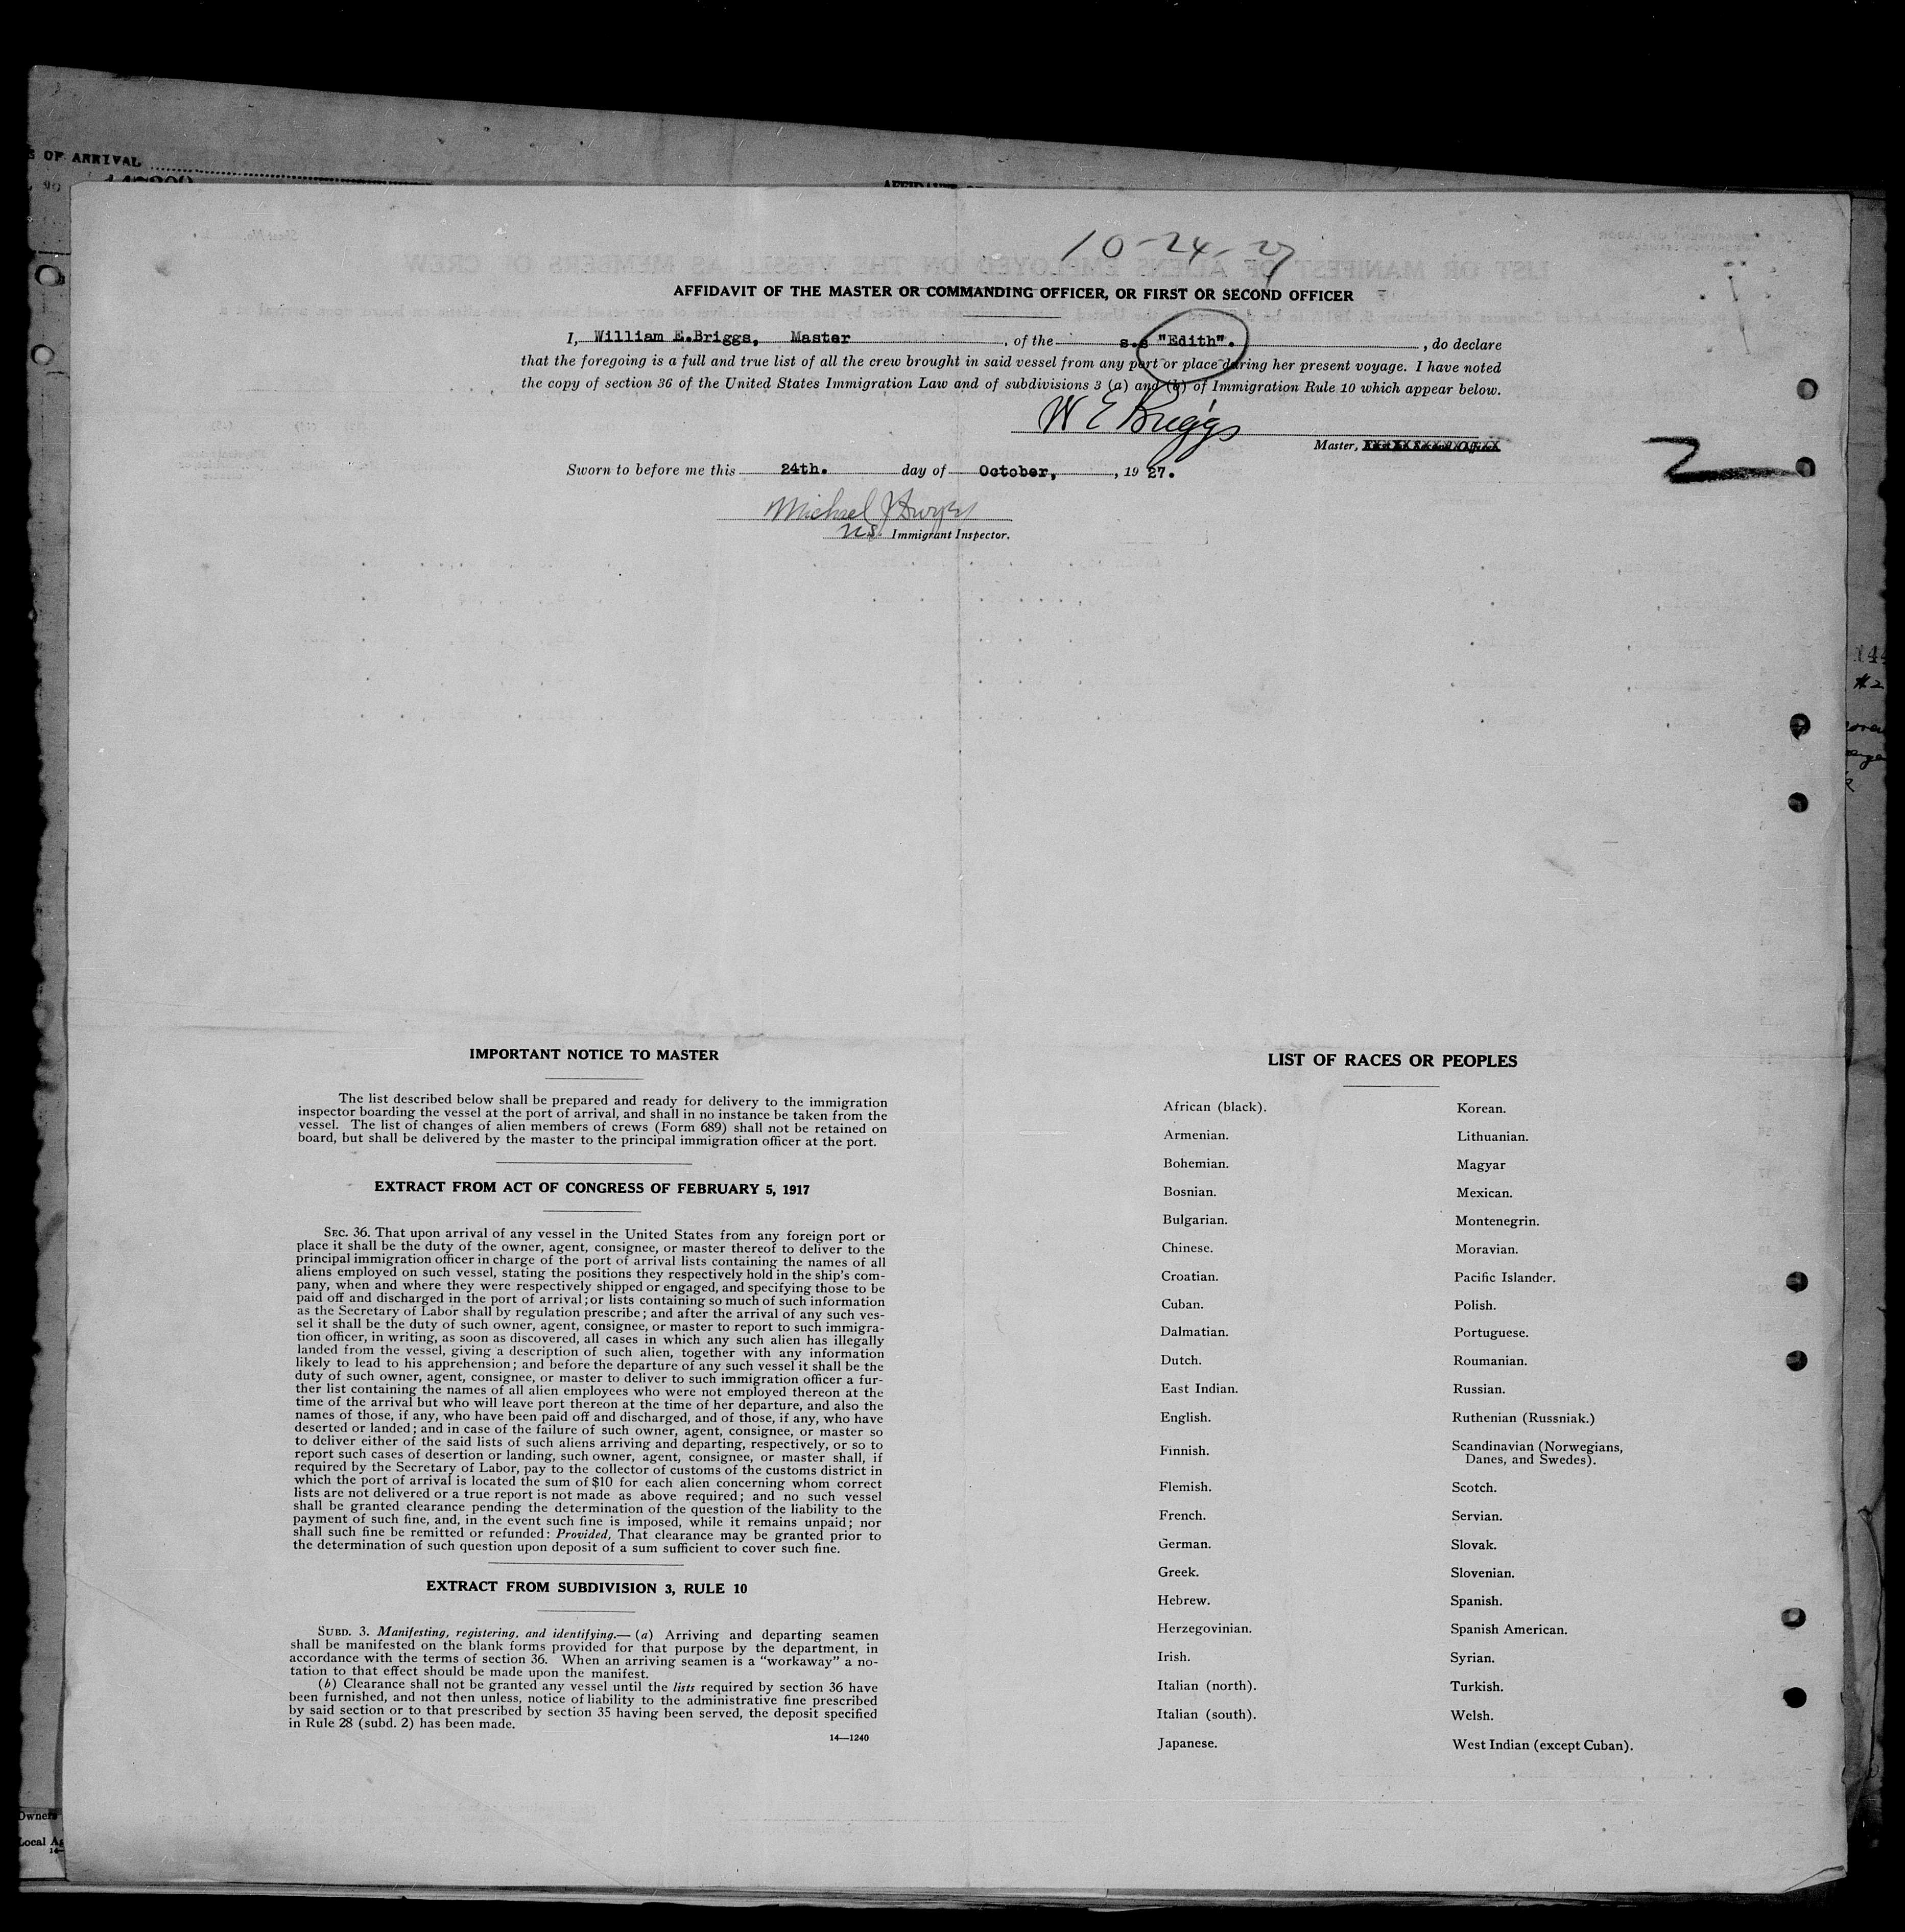 S OF ARRIVAL
10-24-27
AFFIDAVIT OF THE MASTER OR COMMANDING OFFICER, OR FIRST OR SECOND OFFICER
I, William E.Briggs, Master, of the s.s "Edith"., do declare
that the foregoing is a full and true list of all the crew brought in said vessel from any port or place during her present voyage. I have noted
the copy of section 36 of the United States Immigration Law and of subdivisions 3 (a) and (b) of Immigration Rule 10 which appear below.
W E Briggs
Master,
2
Sworn to before me this 24th. day of October, , 19 27.
Michael J
U.S. Immigrant Inspector.
IMPORTANT NOTICE TO MASTER
The list described below shall be prepared and ready for delivery to the immigration
inspector boarding the vessel at the port of arrival, and shall in no instance be taken from the
vessel. The list of changes of alien members of crews (Form 689) shall not be retained on
board, but shall be delivered by the master to the principal immigration officer at the port.
EXTRACT FROM ACT OF CONGRESS OF FEBRUARY 5, 1917
SEC. 36. That upon arrival of any vessel in the United States from any foreign port or
place it shall be the duty of the owner, agent, consignee, or master thereof to deliver to the
principal immigration officer in charge of the port of arrival lists containing the names of all
aliens employed on such vessel, stating the positions they respectively hold in the ship's com-
pany, when and where they were respectively shipped or engaged, and specifying those to be
paid off and discharged in the port of arrival; or lists containing so much of such information
as the Secretary of Labor shall by regulation prescribe; and after the arrival of any such ves-
sel it shall be the duty of such owner, agent, consignee, or master to report to such immigra-
tion officer, in writing, as soon as discovered, all cases in which any such alien has illegally
landed from the vessel, giving a description of such alien, together with any information
likely to lead to his apprehension; and before the departure of any such vessel it shall be the
duty of such owner, agent, consignee, or master to deliver to such immigration officer a fur-
ther list containing the names of all alien employees who were not employed thereon at the
time of the arrival but who will leave port thereon at the time of her departure, and also the
names of those, if any, who have been paid off and discharged, and of those, if any, who have
deserted or landed; and in case of the failure of such owner, agent, consignee, or master so
to deliver either of the said lists of such aliens arriving and departing, respectively, or so to
report such cases of desertion or landing, such owner, agent, consignee, or master shall, if
required by the Secretary of Labor, pay to the collector of customs of the customs district in
which the port of arrival is located the sum of $10 for each alien concerning whom correct
lists are not delivered or a true report is not made as above required; and no such vessel
shall be granted clearance pending the determination of the question of the liability to the
payment of such fine, and, in the event such fine is imposed, while it remains unpaid; nor
shall such fine be remitted or refunded: Provided, That clearance may be granted prior to
the determination of such question upon deposit of a sum sufficient to cover such fine.
EXTRACT FROM SUBDIVISION 3, RULE 10
SUBD. 3. Manifesting, registering, and identifying.—(a) Arriving and departing seamen
shall be manifested on the blank forms provided for that purpose by the department, in
accordance with the terms of section 36. When an arriving seamen is a "workaway" a no-
tation to that effect should be made upon the manifest.
(b) Clearance shall not be granted any vessel until the lists required by section 36 have
been furnished, and not then unless, notice of liability to the administrative fine prescribed
by said section or to that prescribed by section 35 having been served, the deposit specified
in Rule 28 (subd. 2) has been made.
14—1240
LIST OF RACES OR PEOPLES
African (black).
Armenian.
Bohemian.
Bosnian.
Bulgarian.
Chinese.
Croatian.
Cuban.
Dalmatian.
Dutch.
East Indian.
English.
Finnish.
Flemish.
French.
German.
Greek.
Hebrew.
Herzegovinian.
Irish.
Italian (north).
Italian (south).
Japanese.
Korean.
Lithuanian.
Magyar
Mexican.
Montenegrin.
Moravian.
Pacific Islander.
Polish.
Portuguese.
Roumanian.
Russian.
Ruthenian (Russniak.)
Scandinavian (Norwegians,
Danes, and Swedes).
Scotch.
Servian.
Slovak.
Slovenian.
Spanish.
Spanish American.
Syrian.
Turkish.
Welsh.
West Indian (except Cuban).
Owners
Local